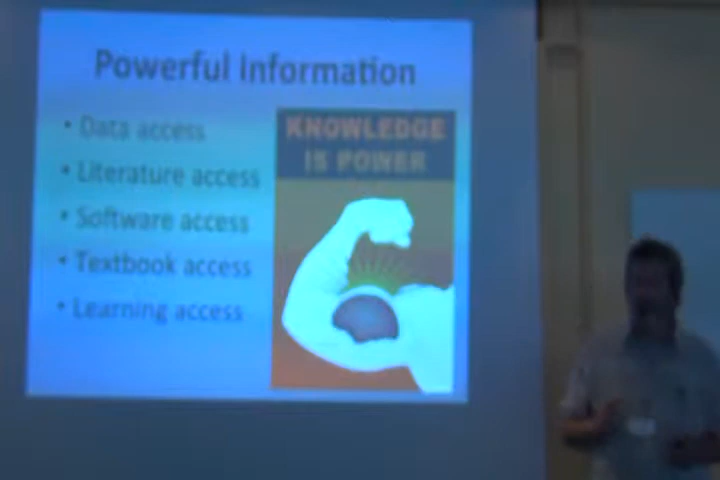 Powerful Information
• Data access
• Literature access
• Software access
• Textbook access
• Learning access
KNOWLEDGE
IS POWER